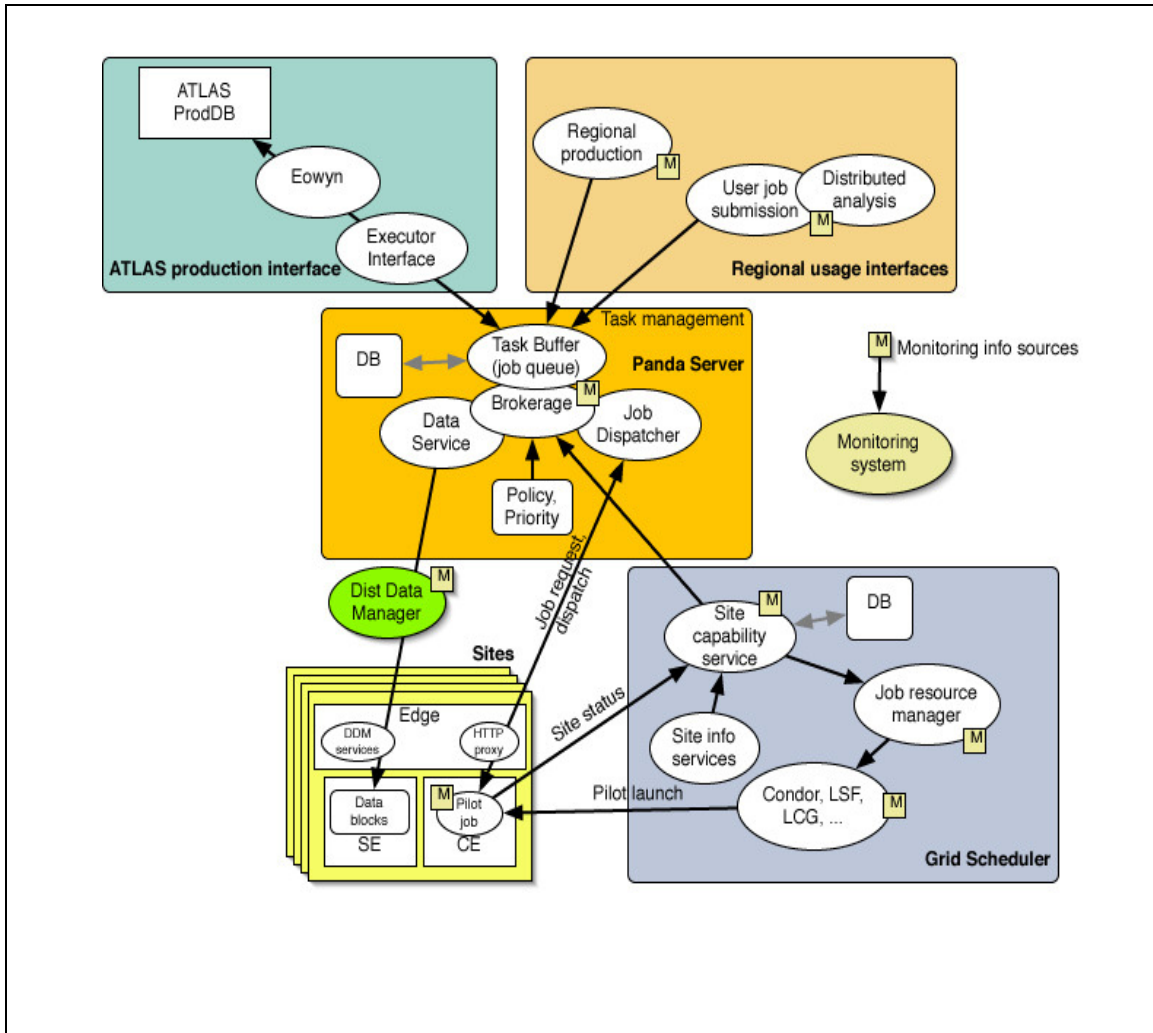 ATLAS
ProdDB
Eowyn
Executor
Interface
ATLAS production interface
Regional
production
M
User job
submission
M
Distributed
analysis
Regional usage interfaces
Task management
DB
Task Buffer
(job queue)
Panda Server
Brokerage
M
Data
Service
Job
Dispatcher
Policy,
Priority
M
Monitoring info sources
Monitoring
system
Job request,
dispatch
Dist Data
Manager
M
Site
capability
service
M
DB
Job resource
manager
M
Site info
services
Condor, LSF,
LCG, ...
M
Grid Scheduler
Site status
Pilot launch
Sites
Edge
DDM
services
HTTP
proxy
Data
blocks
SE
M
Pilot
job
CE